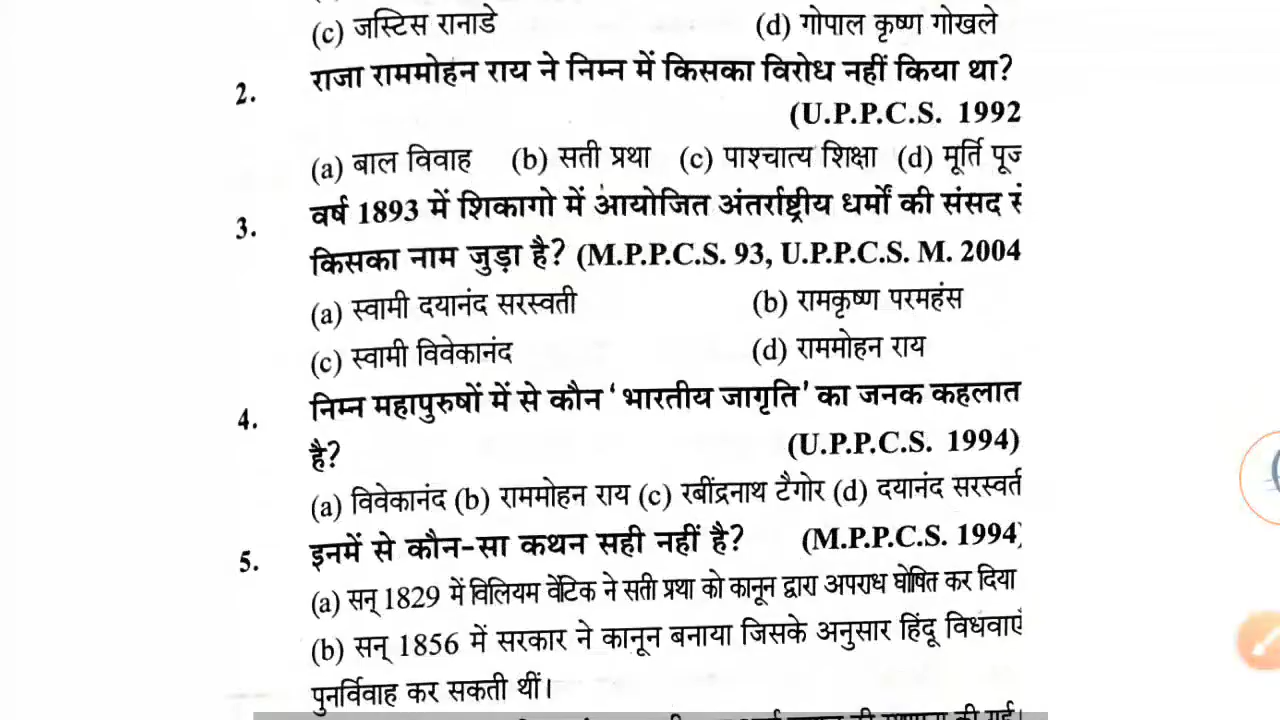 (c) जस्टिस रानाडे (d) गोपाल कृष्ण गोखले
2. राजा राममोहन राय ने निम्न में किसका विरोध नहीं किया था?
(U.P.P.C.S. 1992
(a) बाल विवाह (b) सती प्रथा (c) पाश्चात्य शिक्षा (d) मूर्ति
3. वर्ष 1893 में शिकागो में आयोजित अंतर्राष्ट्रीय धर्मों की संसद
किसका नाम जुड़ा है? (M.P.P.C.S. 93, U.P.P.C.S. M. 2004
(a) स्वामी दयानंद सरस्वती (b) रामकृष्ण परमहंस
(c) स्वामी विवेकानंद (d) राममोहन राय
4. निम्न महापुरुषों में से कौन ‘भारतीय जागृति’ का जनक कहलात
है? (U.P.P.C.S. 1994)
(a) विवेकानंद (b) राममोहन राय (c) रबींद्रनाथ टैगोर (d) दयानंद
5. इनमें से कौन-सा कथन सही नहीं है? (M.P.P.C.S. 1994)
(a) सन् 1829 में विलियम वेंटिक ने सती प्रथा को कानून द्वारा अपराध घोषित कर दिया
(b) सन् 1856 में सरकार ने कानून बनाया जिसके अनुसार हिंदू विधवाएँ
पुनर्विवाह कर सकती थीं।